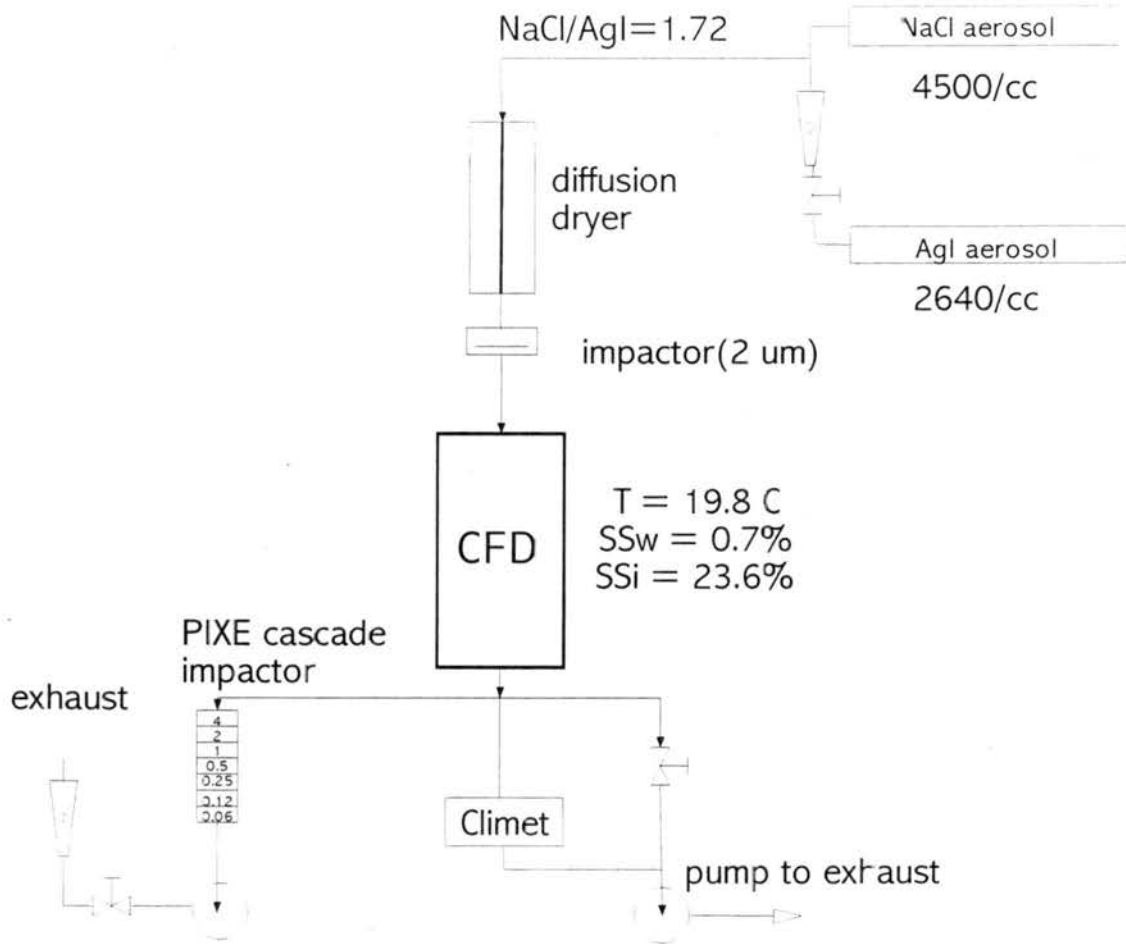 NaCl/AgI=1.72
NaCl aerosol
4500/cc
diffusion
dryer
AgI aerosol
2640/cc
impactor(2 um)
CFD
T = 19.8 C
SSw = 0.7%
SSi = 23.6%
PIXE cascade
impactor
exhaust
4
2
1
0.5
0.25
0.12
0.06
Climet
pump to exhaust